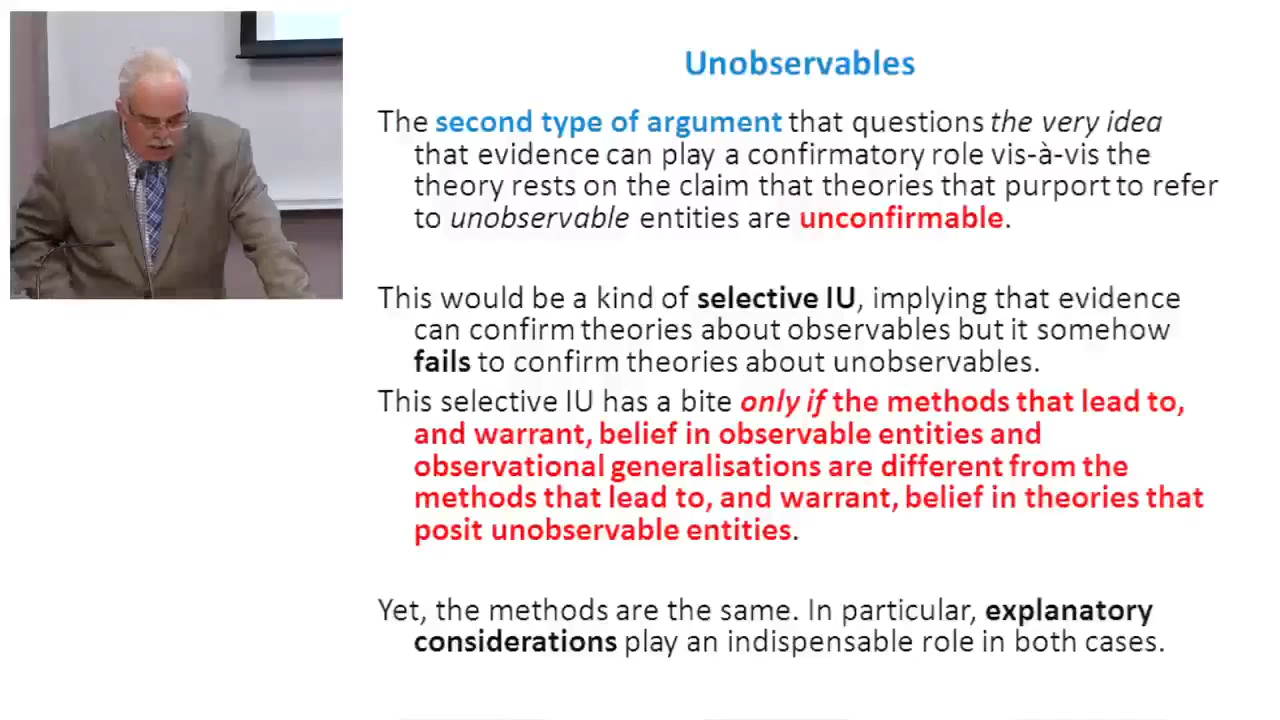 Unobservables
The second type of argument that questions the very idea
that evidence can play a confirmatory role vis-à-vis the
theory rests on the claim that theories that purport to refer
to unobservable entities are unconfirmable.
This would be a kind of selective IU, implying that evidence
can confirm theories about observables but it somehow
fails to confirm theories about unobservables.
This selective IU has a bite only if the methods that lead to,
and warrant, belief in observable entities and
observational generalisations are different from the
methods that lead to, and warrant, belief in theories that
posit unobservable entities.
Yet, the methods are the same. In particular, explanatory
considerations play an indispensable role in both cases.